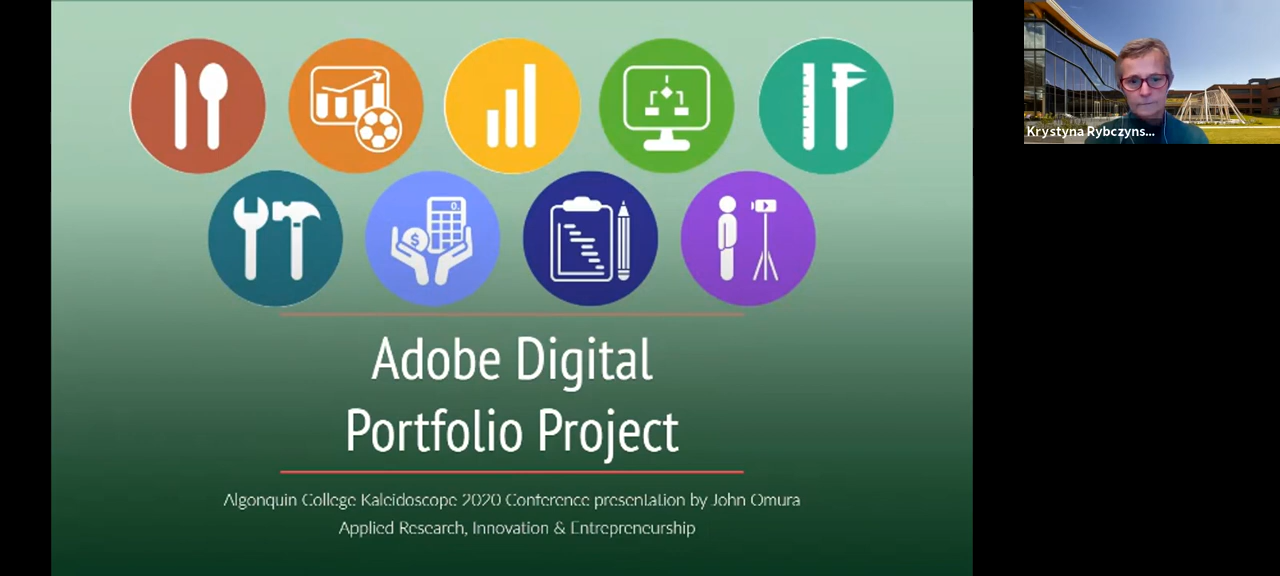 Adobe Digital
Portfolio Project
Algonquin College Kaleidoscope 2020 Conference presentation by John Omura
Applied Research, Innovation & Entrepreneurship
Krystyna Rybczyns...